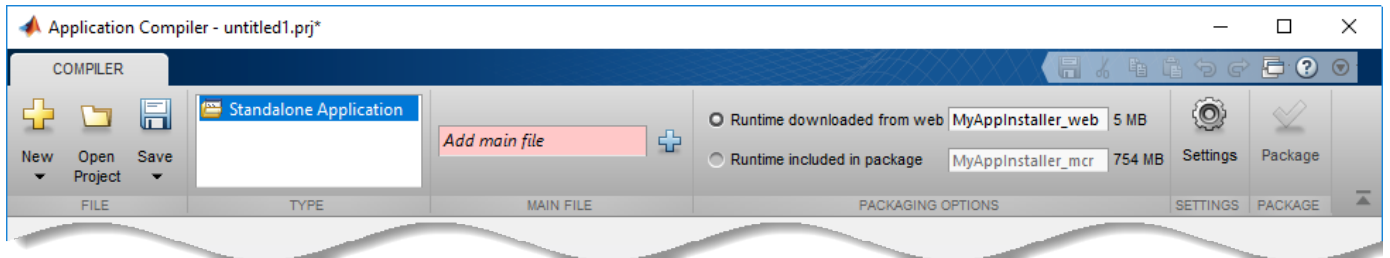 Application Compiler - untitled1.prj*
COMPILER
New
Open
Project
Save
Standalone Application
Add main file
Runtime downloaded from web MyAppInstaller_web 5 MB
Runtime included in package MyAppInstaller_mcr 754 MB
Settings
Package
FILE TYPE MAIN FILE PACKAGING OPTIONS SETTINGS PACKAGE